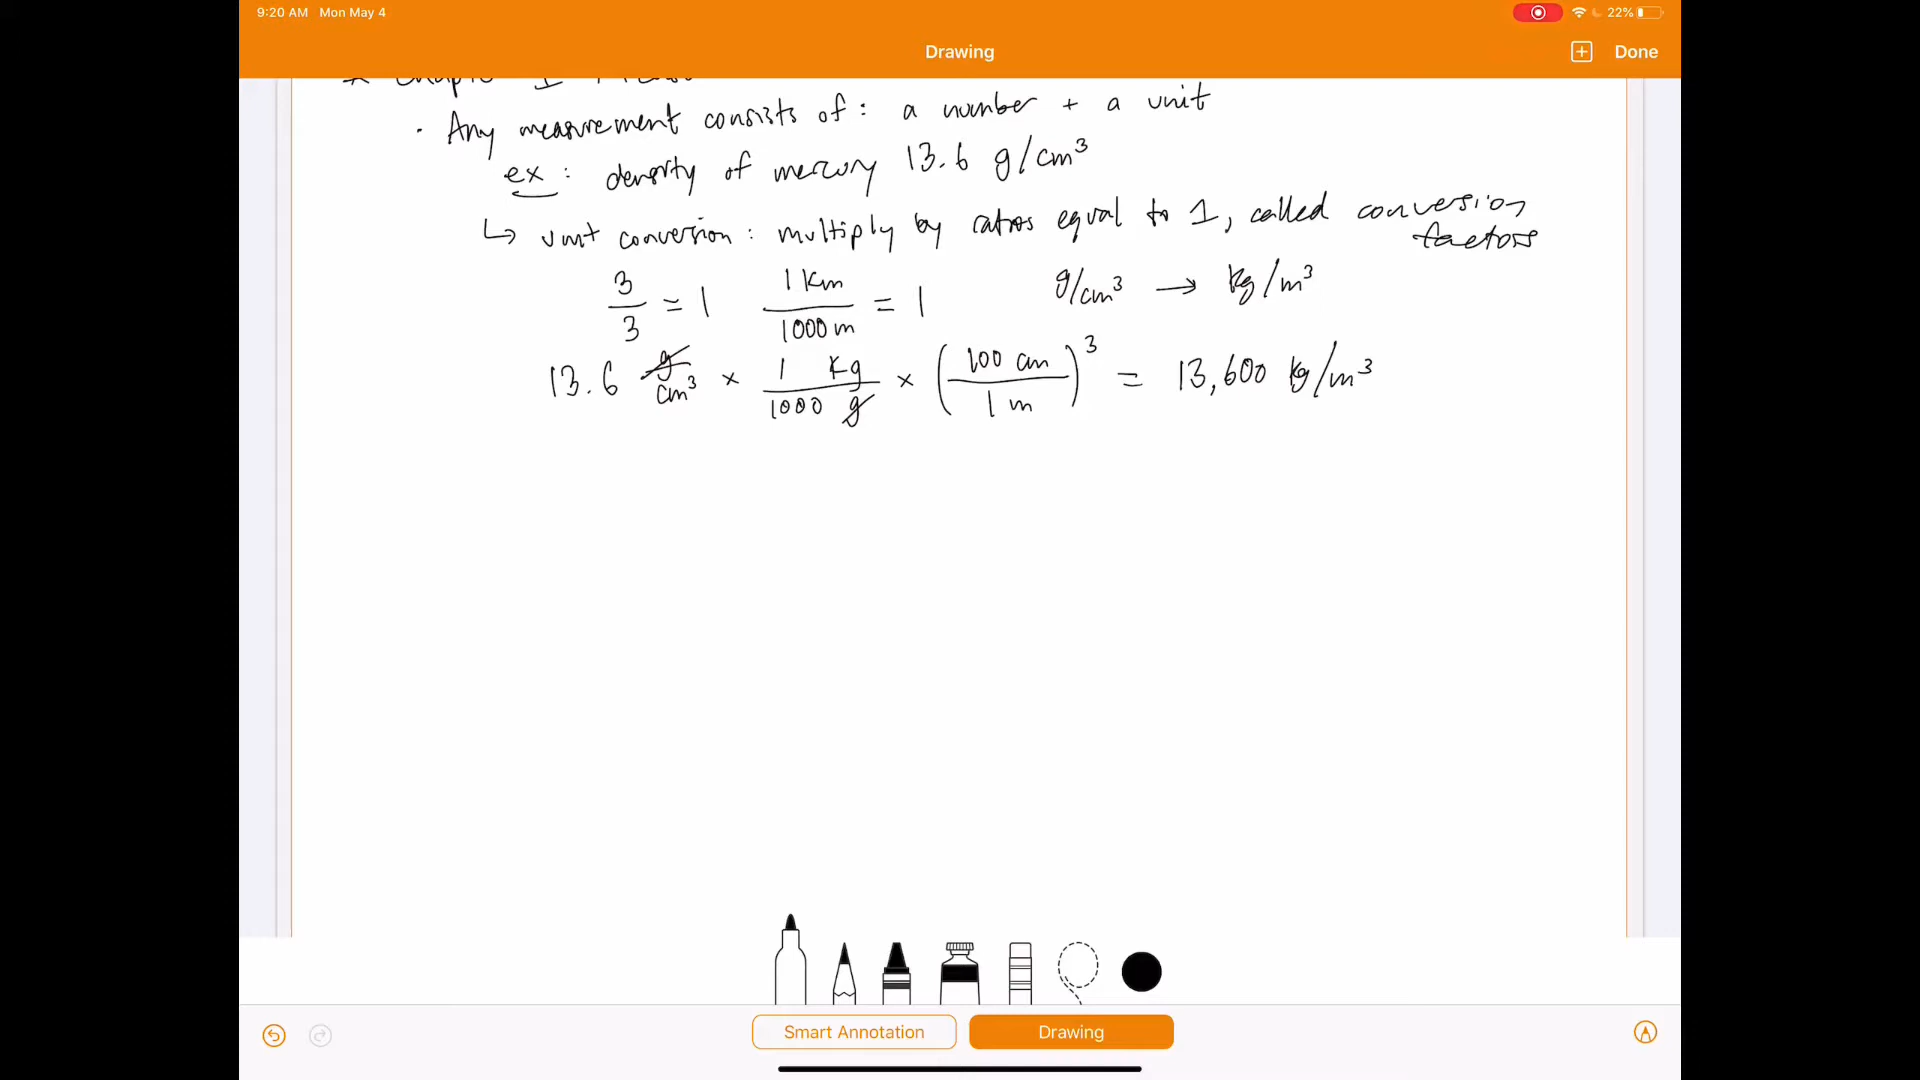 9:20 AM Mon May 4 22%
Drawing Done
· Any measurement consists of : a number + a unit
ex : density of mercury 13.6 g/cm³
↳ unit conversion : multiply by ratios equal to 1, called conversion
factors
3/3 = 1 1 km/1000 m = 1 g/cm³ → kg/m³
13.6 g/cm³ × 1 kg/1000 g × (100 cm/1 m)³ = 13,600 kg/m³
Smart Annotation Drawing